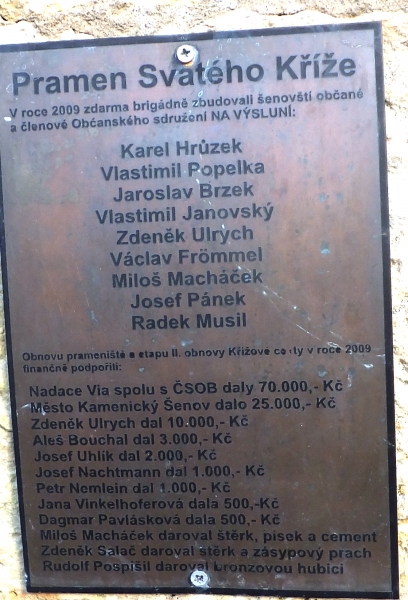 Pramen Svatého Kříže
V roce 2009 zdarma brigádně zbudovali šenovští občané
a členové Občanského sdružení NA VÝSLUNÍ:
Karel Hrůzek
Vlastimil Popelka
Jaroslav Brzek
Vlastimil Janovský
Zdeněk Ulrych
Václav Frömmel
Miloš Macháček
Josef Pánek
Radek Musil
Obnovu prameniště a etapu II. obnovy Křížové cesty v roce 2009
finančně podpořili:
Nadace Via spolu s ČSOB daly 70.000,- Kč
Město Kamenický Šenov dalo 25.000,- Kč
Zdeněk Ulrych dal 10.000,- Kč
Aleš Bouchal dal 3.000,- Kč
Josef Uhlík dal 2.000,- Kč
Josef Nachtmann dal 1.000,- Kč
Petr Nemlein dal 1.000,- Kč
Jana Vinkelhoferová dala 500,-Kč
Dagmar Pavlásková dala 500,- Kč
Miloš Macháček daroval štěrk, písek a cement
Zdeněk Salač daroval štěrk a zásypový prach
Rudolf Pospíšil daroval bronzovou hubici